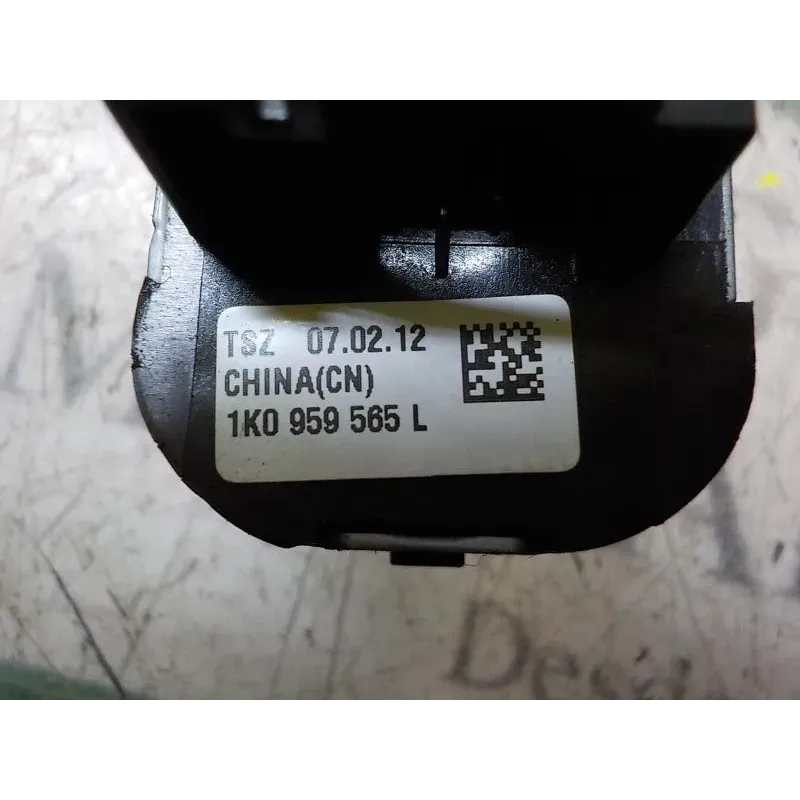 TSZ 07.02.12
CHINA(CN)
1K0 959 565 L